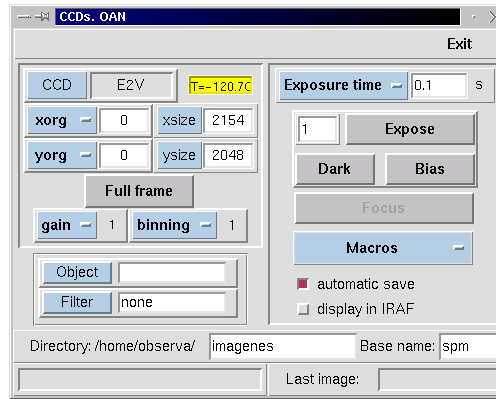 CCDs. OAN
Exit
CCD E2V T=-120.7C
Exposure time 0.1 s
xorg 0 xsize 2154
1 Expose
yorg 0 ysize 2048
Dark Bias
Full frame
Focus
gain 1 binning 1
Macros
Object
automatic save
Filter none
display in IRAF
Directory: /home/observa/ imagenes Base name: spm
Last image: